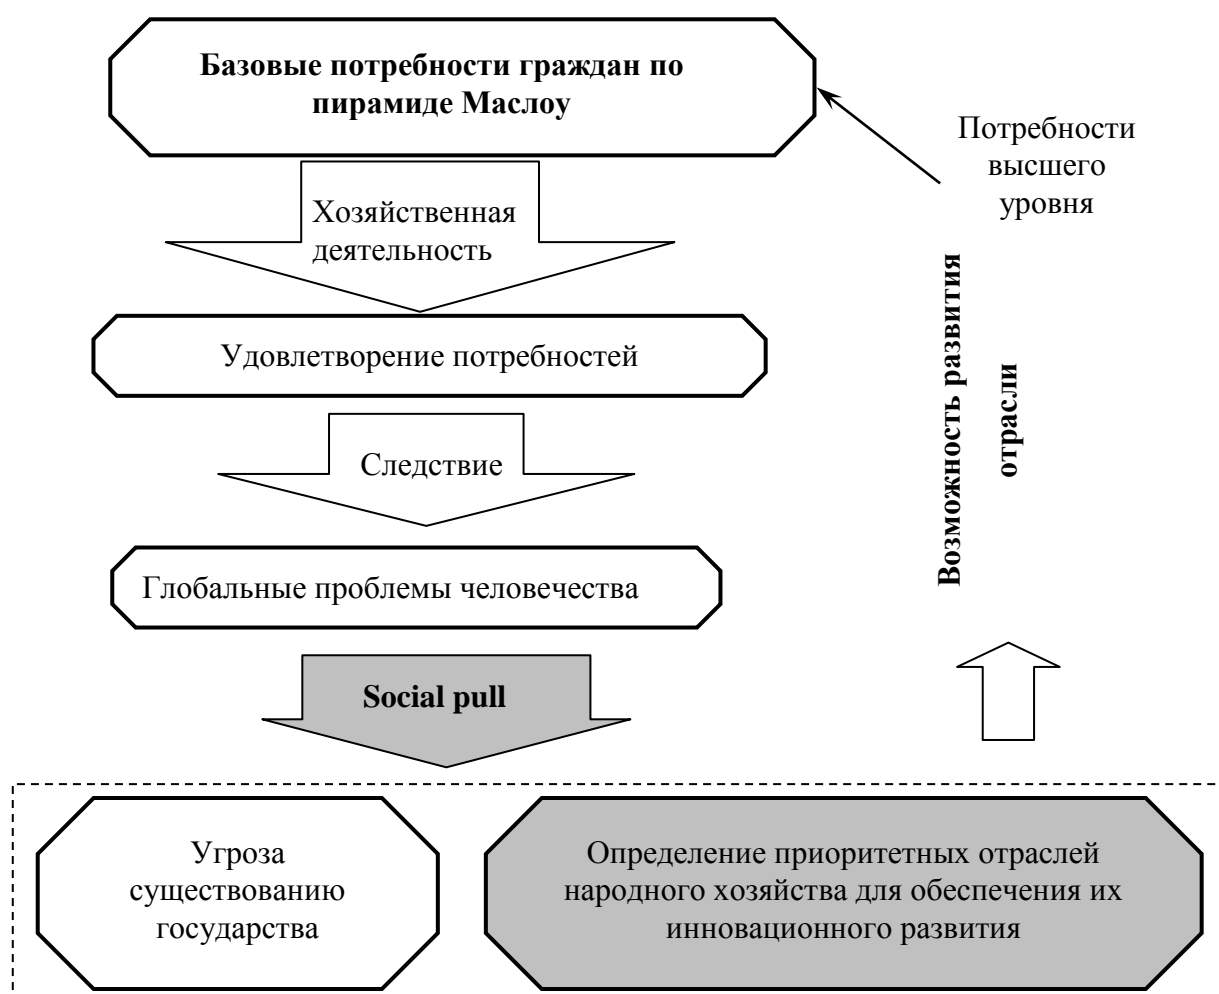 Базовые потребности граждан по
пирамиде Маслоу
Потребности
высшего
уровня
Хозяйственная
деятельность
Удовлетворение потребностей
Возможность развития
отрасли
Следствие
Глобальные проблемы человечества
Social pull
Угроза
существованию
государства
Определение приоритетных отраслей
народного хозяйства для обеспечения их
инновационного развития